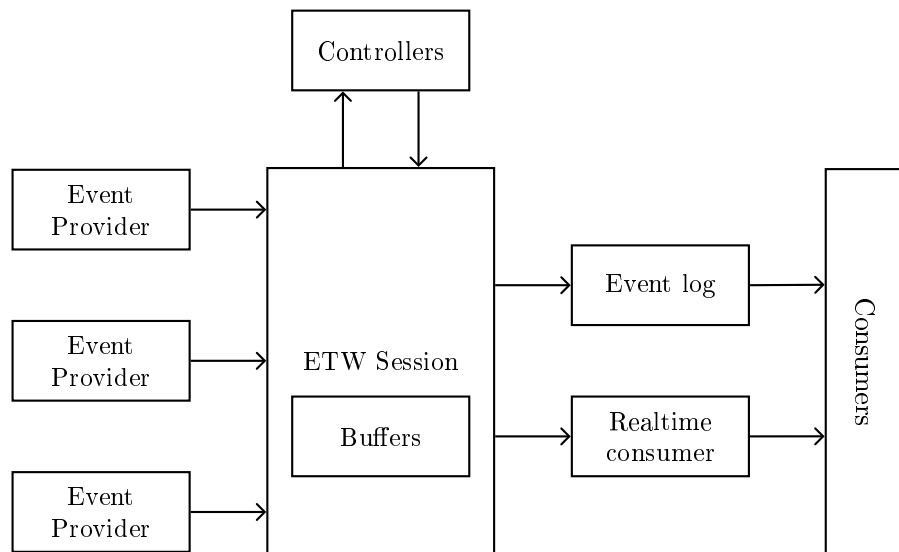 Controllers
Event
Provider
Event
Provider
Event
Provider
ETW Session
Buffers
Event log
Realtime
consumer
Consumers